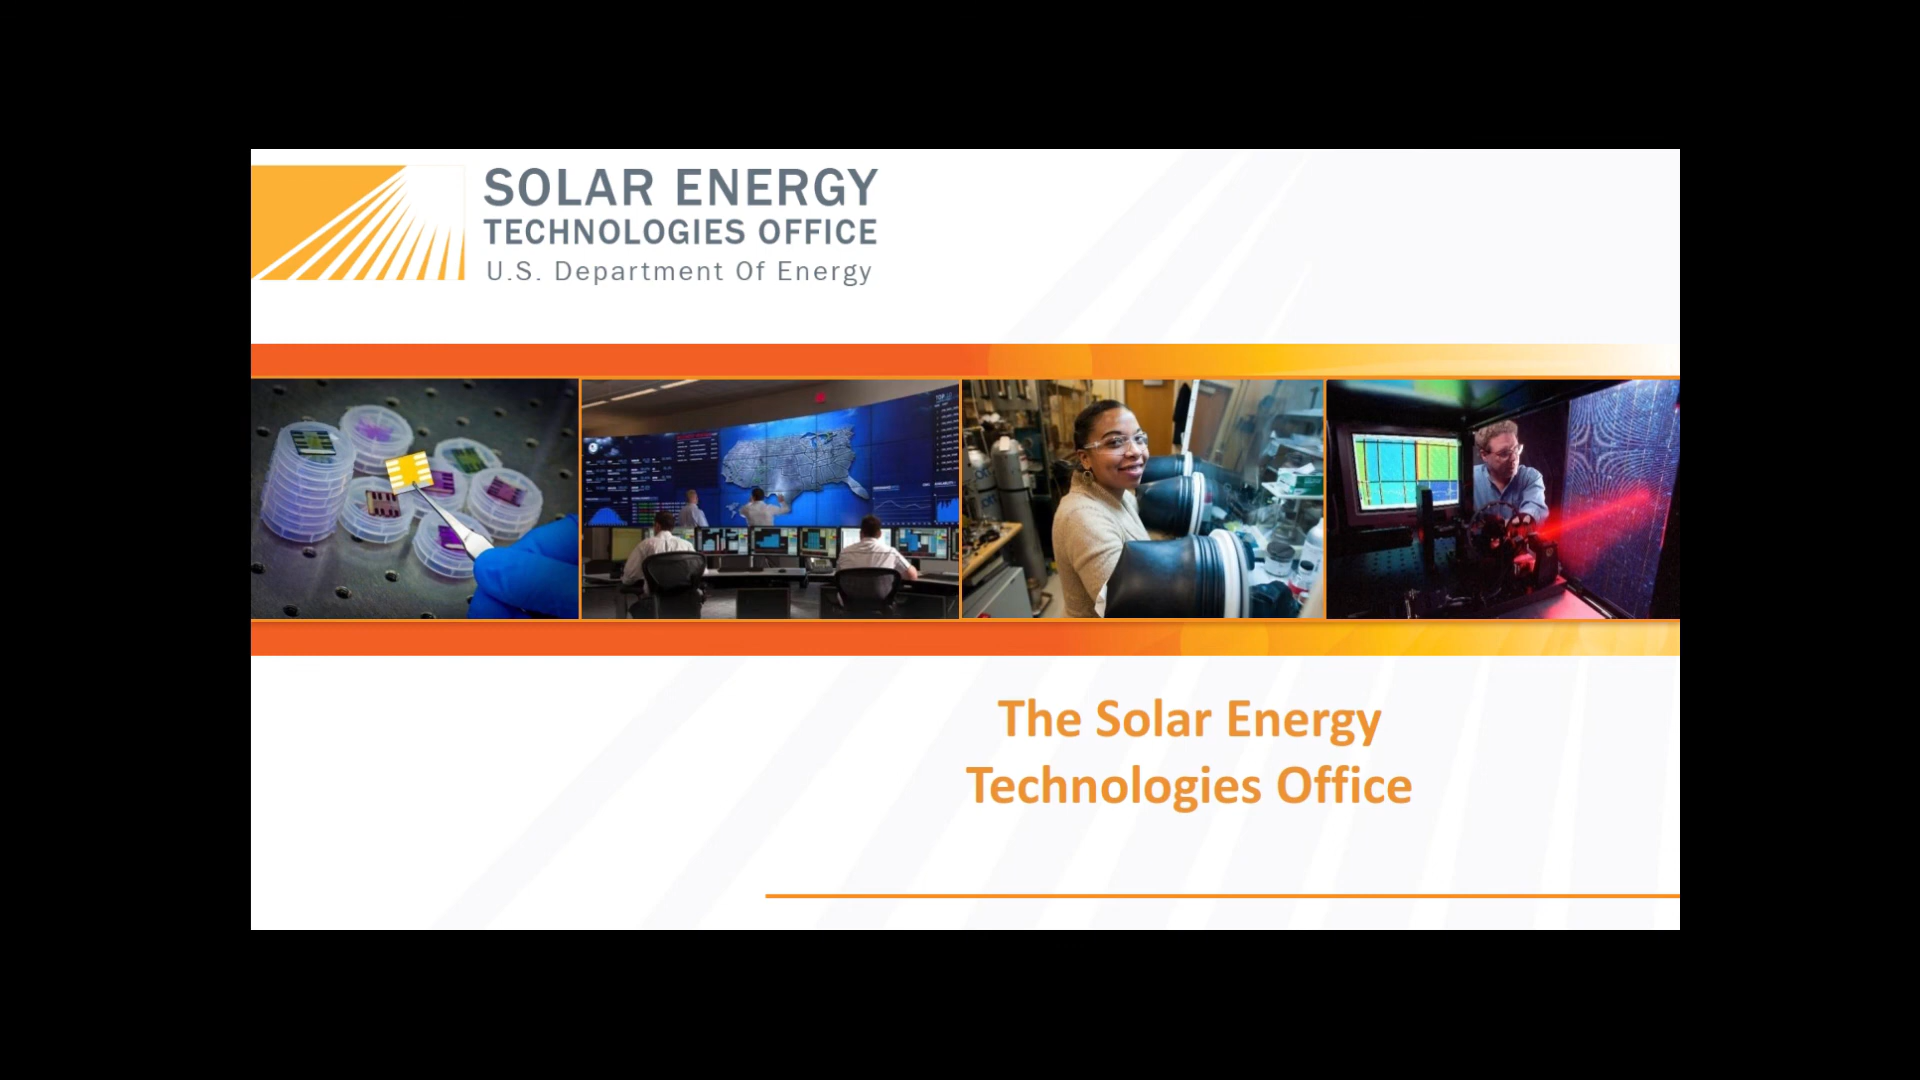 SOLAR ENERGY
TECHNOLOGIES OFFICE
U.S. Department Of Energy
The Solar Energy
Technologies Office